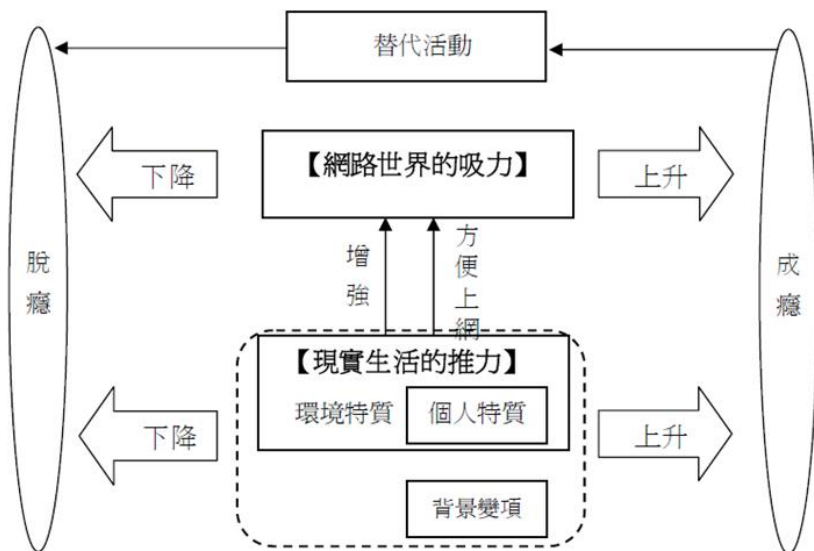 替代活動
下降
【網路世界的吸力】
上升
脫癮
增強
方便上網
成癮
【現實生活的推力】
環境特質
個人特質
下降
上升
背景變項